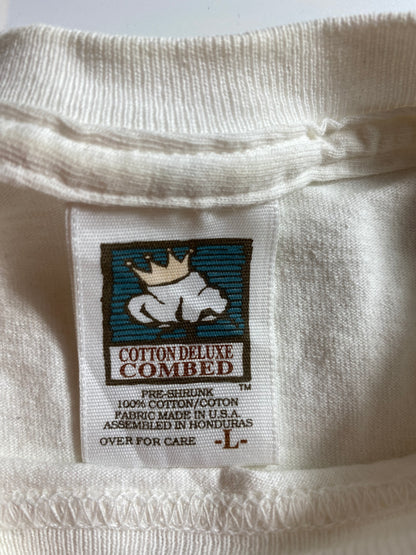 COTTON DELUXE
COMBED
TM
PRE-SHRUNK
100% COTTON/COTON
FABRIC MADE IN U.S.A.
ASSEMBLED IN HONDURAS
OVER FOR CARE -L-